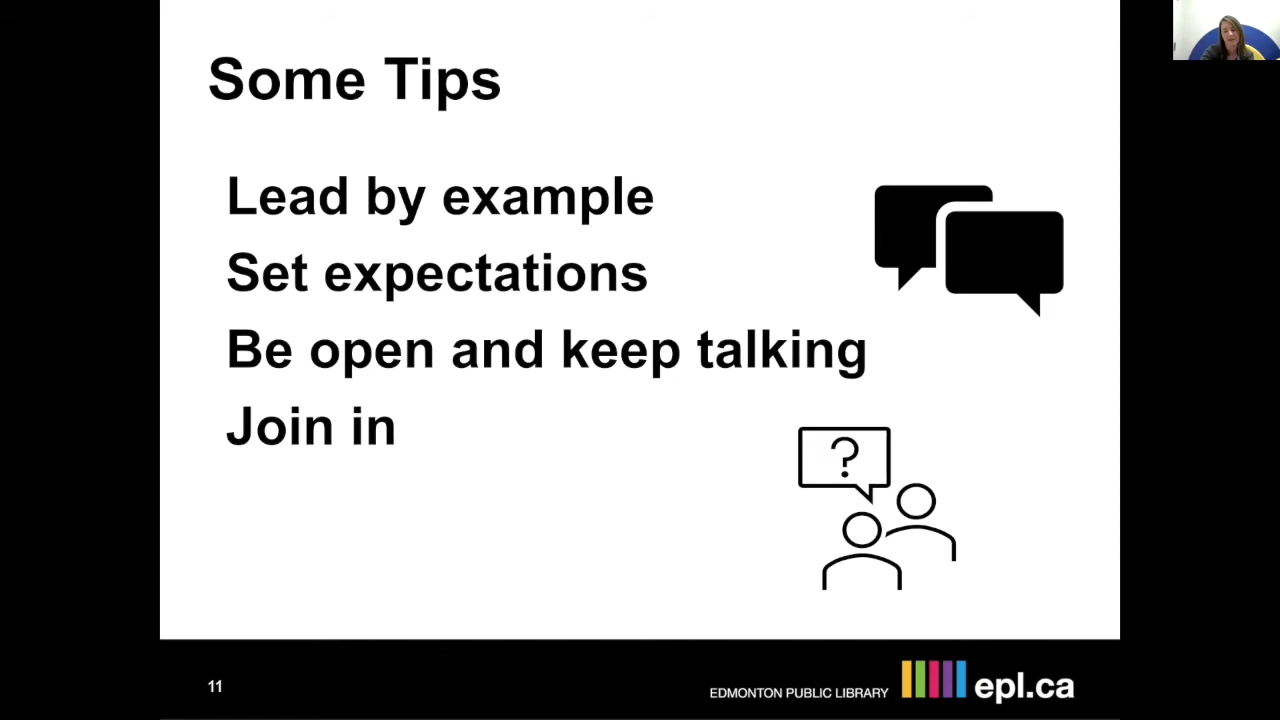 Some Tips
Lead by example
Set expectations
Be open and keep talking
Join in
?
11
EDMONTON PUBLIC LIBRARY epl.ca